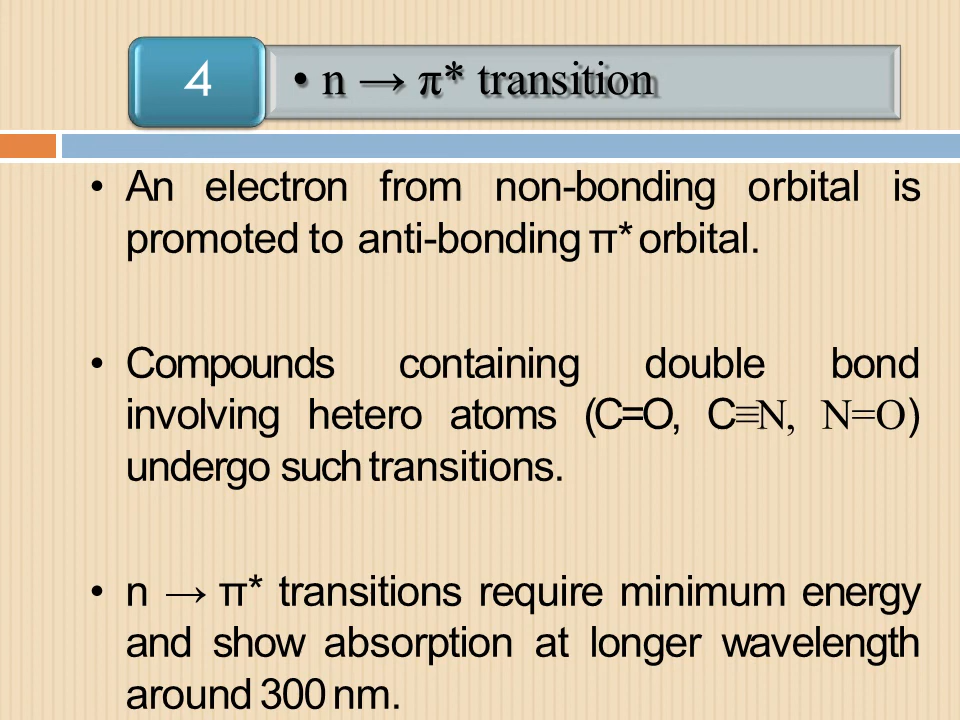 4
• n → π* transition
• An electron from non-bonding orbital is
promoted to anti-bonding π* orbital.
• Compounds containing double bond
involving hetero atoms (C=O, C≡N, N=O)
undergo such transitions.
• n → π* transitions require minimum energy
and show absorption at longer wavelength
around 300 nm.